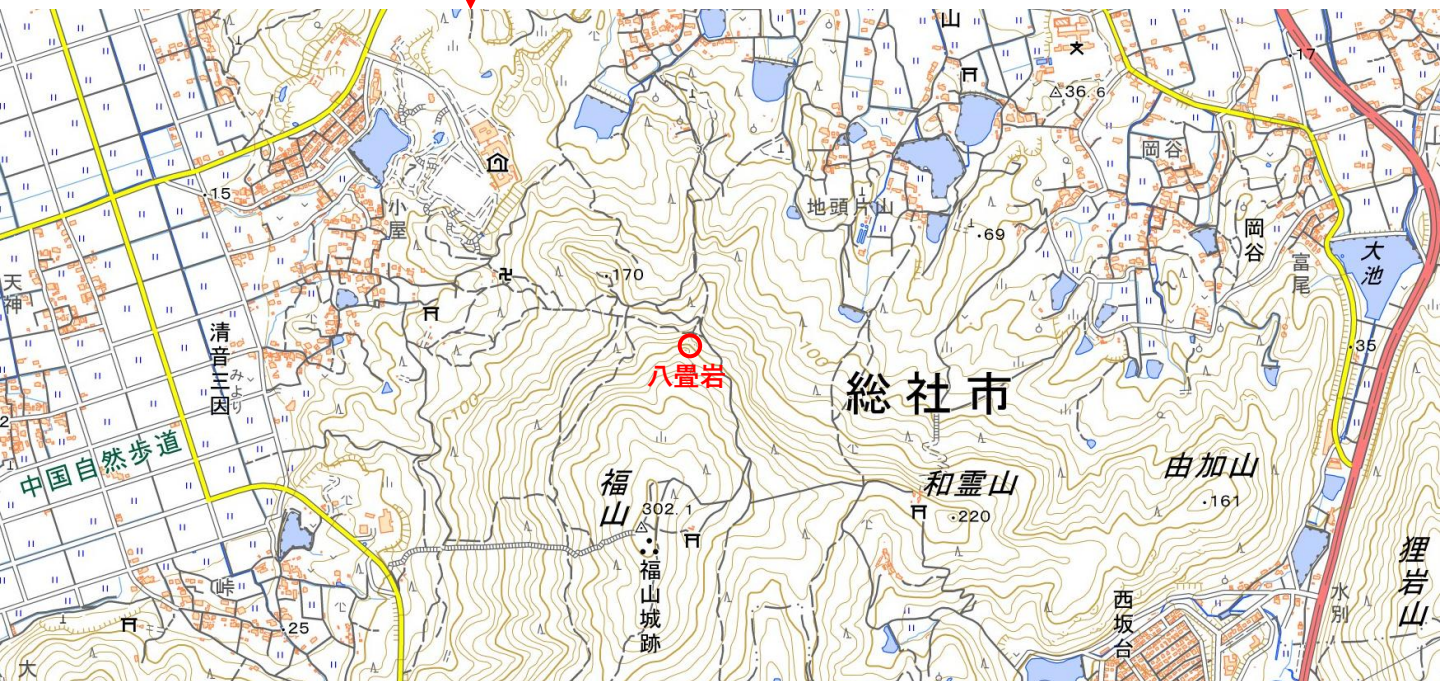 山
・17
△36.6
岡谷
・15
小屋
地頭片山
・69
岡谷
大池
富尾
天神
・170
清音三因
みより
・35
八畳岩
100
100
総社市
中国自然歩道
福山
和霊山
由加山
302.1
・220
・161
福山城跡
狸岩山
峠
・25
西坂台
水別
大